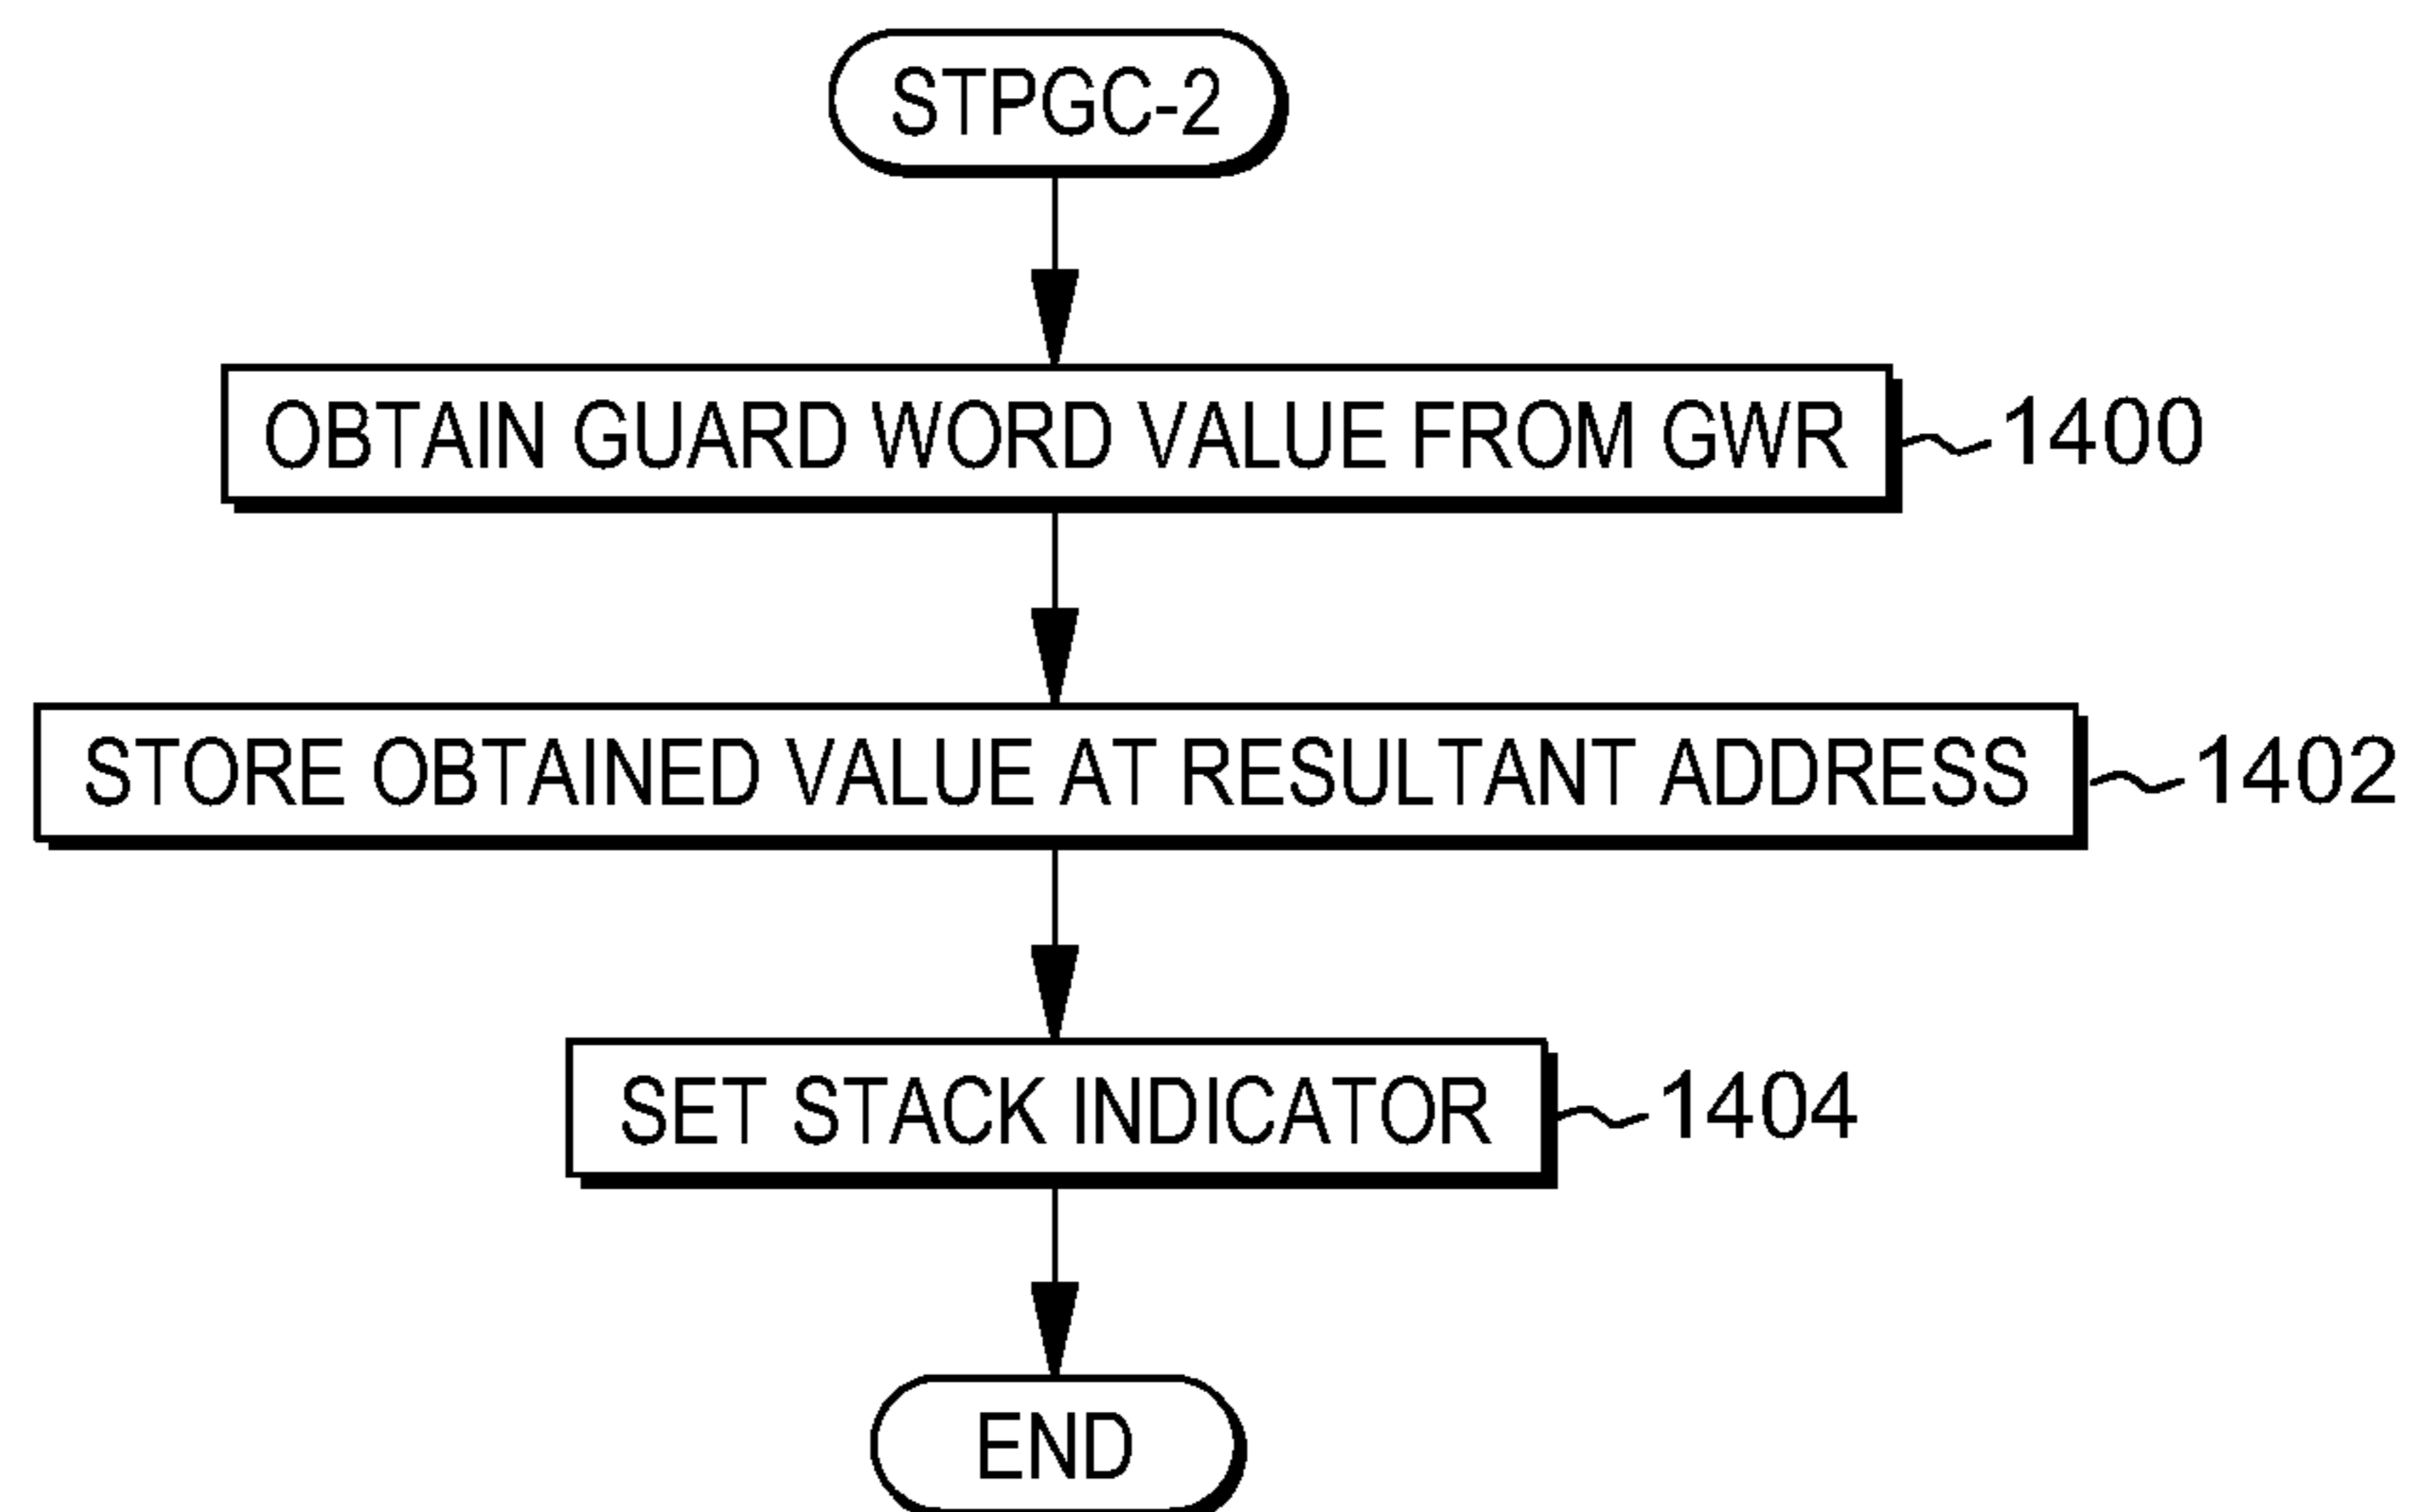 STPGC-2
OBTAIN GUARD WORD VALUE FROM GWR 1400
STORE OBTAINED VALUE AT RESULTANT ADDRESS 1402
SET STACK INDICATOR 1404
END